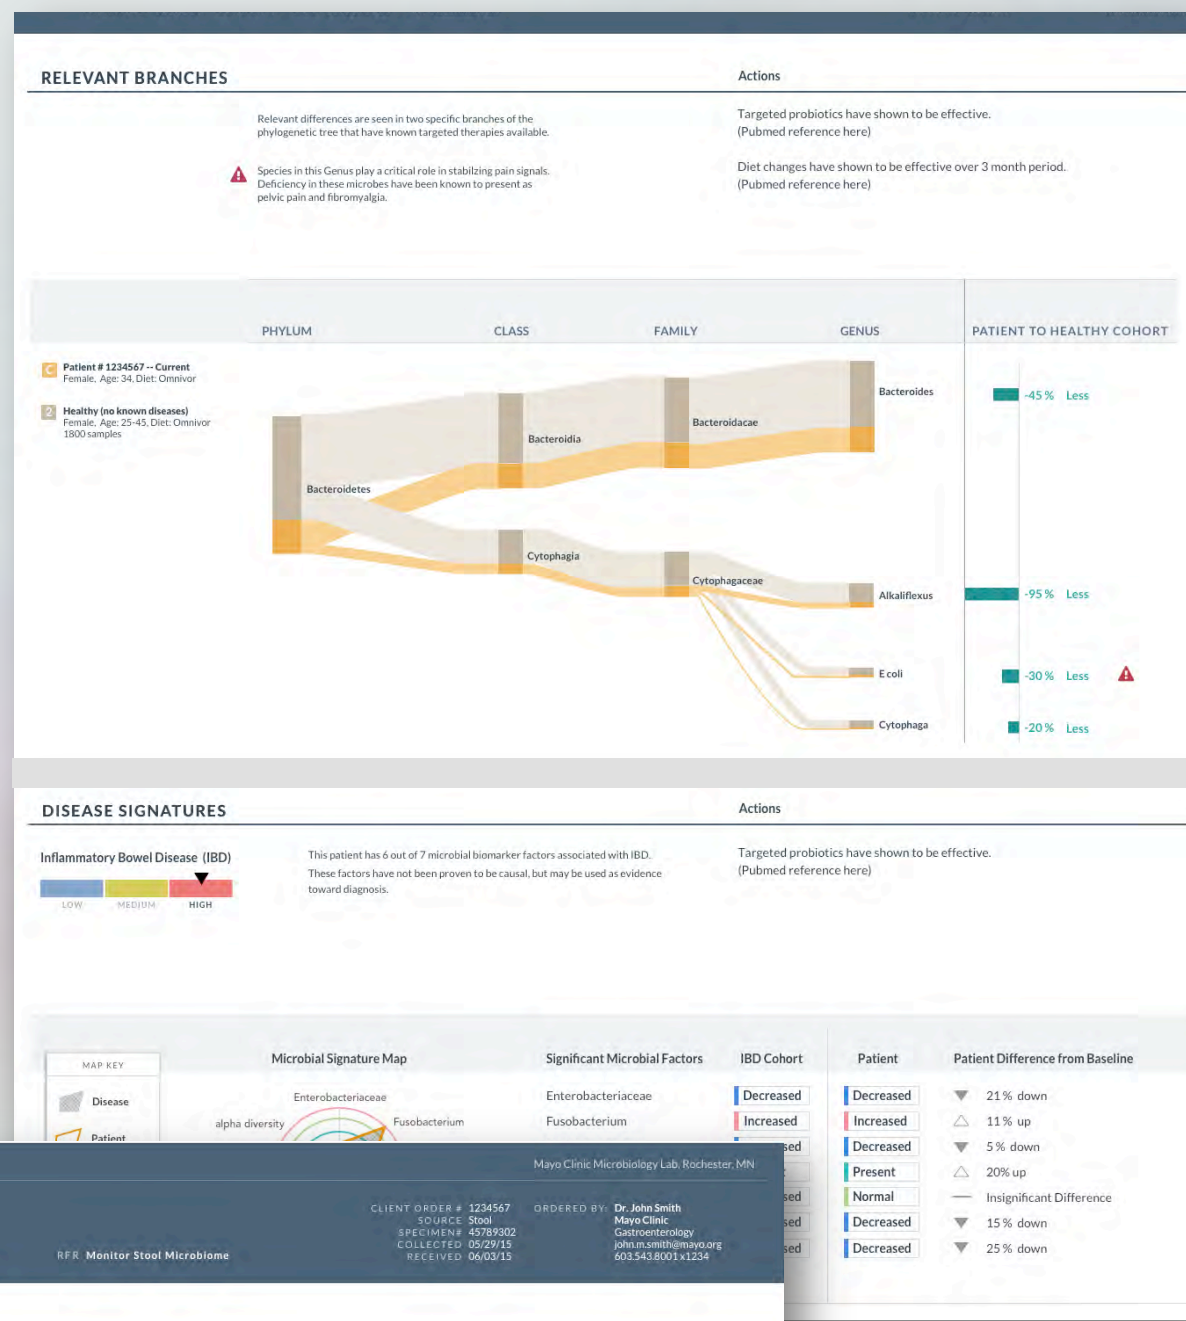 RELEVANT BRANCHES
Actions
Relevant differences are seen in two specific branches of the
phylogenetic tree that have known targeted therapies available.
Species in this Genus play a critical role in stabilzing pain signals.
Deficiency in these microbes have been known to present as
pelvic pain and fibromyalgia.
Targeted probiotics have shown to be effective.
(Pubmed reference here)
Diet changes have shown to be effective over 3 month period.
(Pubmed reference here)
PHYLUM CLASS FAMILY GENUS PATIENT TO HEALTHY COHORT
C Patient # 1234567 -- Current
Female, Age: 34, Diet: Omnivor
2 Healthy (no known diseases)
Female, Age: 25-45, Diet: Omnivor
1800 samples
Bacteroidetes
Bacteroidia
Bacteroidacae
Bacteroides
-45 % Less
Cytophagia
Cytophagaceae
Alkaliflexus
-95 % Less
E coli
-30 % Less
Cytophaga
-20 % Less
DISEASE SIGNATURES
Actions
Inflammatory Bowel Disease (IBD)
LOW MEDIUM HIGH
This patient has 6 out of 7 microbial biomarker factors associated with IBD.
These factors have not been proven to be causal, but may be used as evidence
toward diagnosis.
Targeted probiotics have shown to be effective.
(Pubmed reference here)
MAP KEY
Disease
Patient
Microbial Signature Map
Enterobacteriaceae
alpha diversity
Fusobacterium
Significant Microbial Factors IBD Cohort Patient Patient Difference from Baseline
Enterobacteriaceae Decreased Decreased 21% down
Fusobacterium Increased Increased 11% up
sed Decreased 5% down
t Present 20% up
sed Normal Insignificant Difference
sed Decreased 15% down
sed Decreased 25% down
Mayo Clinic Microbiology Lab, Rochester, MN
RFR Monitor Stool Microbiome
CLIENT ORDER # 1234567
SOURCE Stool
SPECIMEN# 45789302
COLLECTED 05/29/15
RECEIVED 06/03/15
ORDERED BY: Dr. John Smith
Mayo Clinic
Gastroenterology
john.m.smith@mayo.org
603.543.8001 x1234